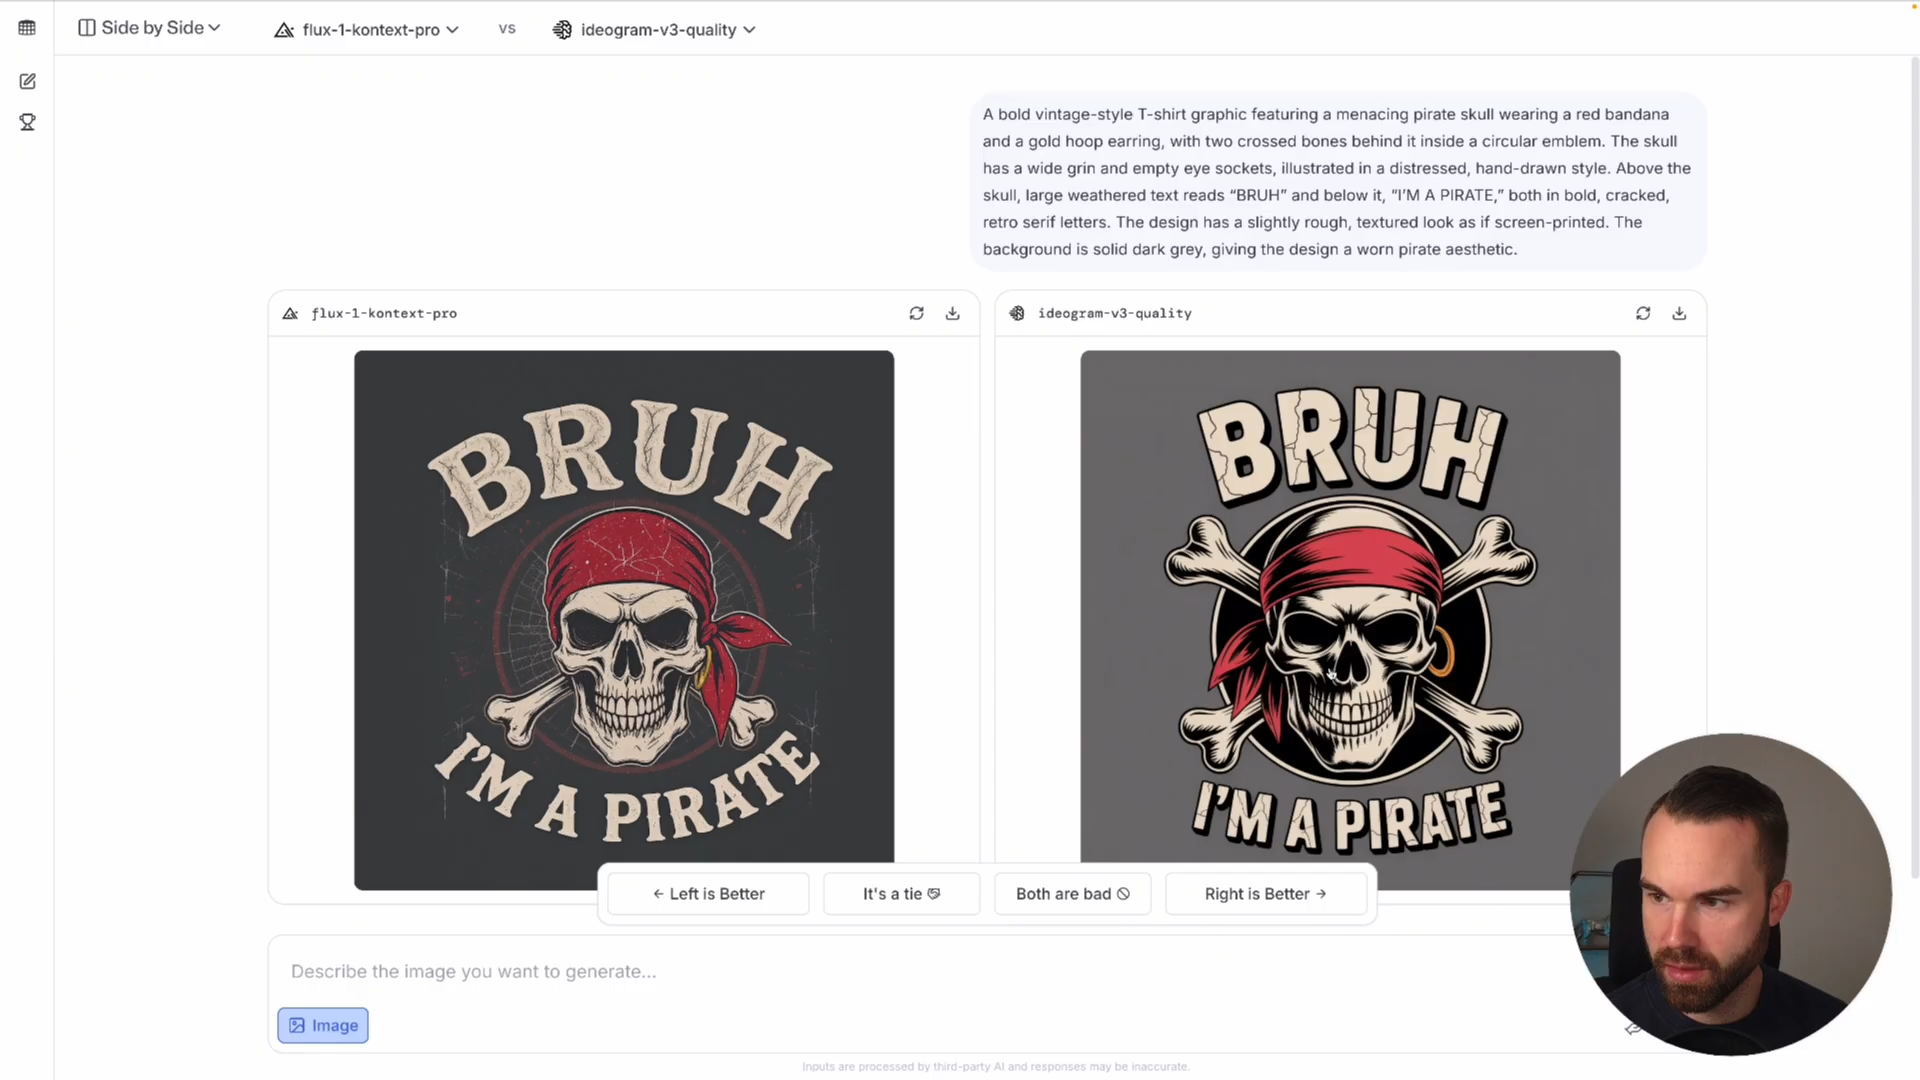 Side by Side
flux-1-kontext-pro
VS
ideogram-v3-quality
A bold vintage-style T-shirt graphic featuring a menacing pirate skull wearing a red bandana
and a gold hoop earring, with two crossed bones behind it inside a circular emblem. The skull
has a wide grin and empty eye sockets, illustrated in a distressed, hand-drawn style. Above the
skull, large weathered text reads “BRUH” and below it, “I’M A PIRATE,” both in bold, cracked,
retro serif letters. The design has a slightly rough, textured look as if screen-printed. The
background is solid dark grey, giving the design a worn pirate aesthetic.
flux-1-kontext-pro
ideogram-v3-quality
BRUH
I'M A PIRATE
BRUH
I'M A PIRATE
← Left is Better
It's a tie
Both are bad
Right is Better →
Describe the image you want to generate...
Image
Inputs are processed by third-party AI and responses may be inaccurate.